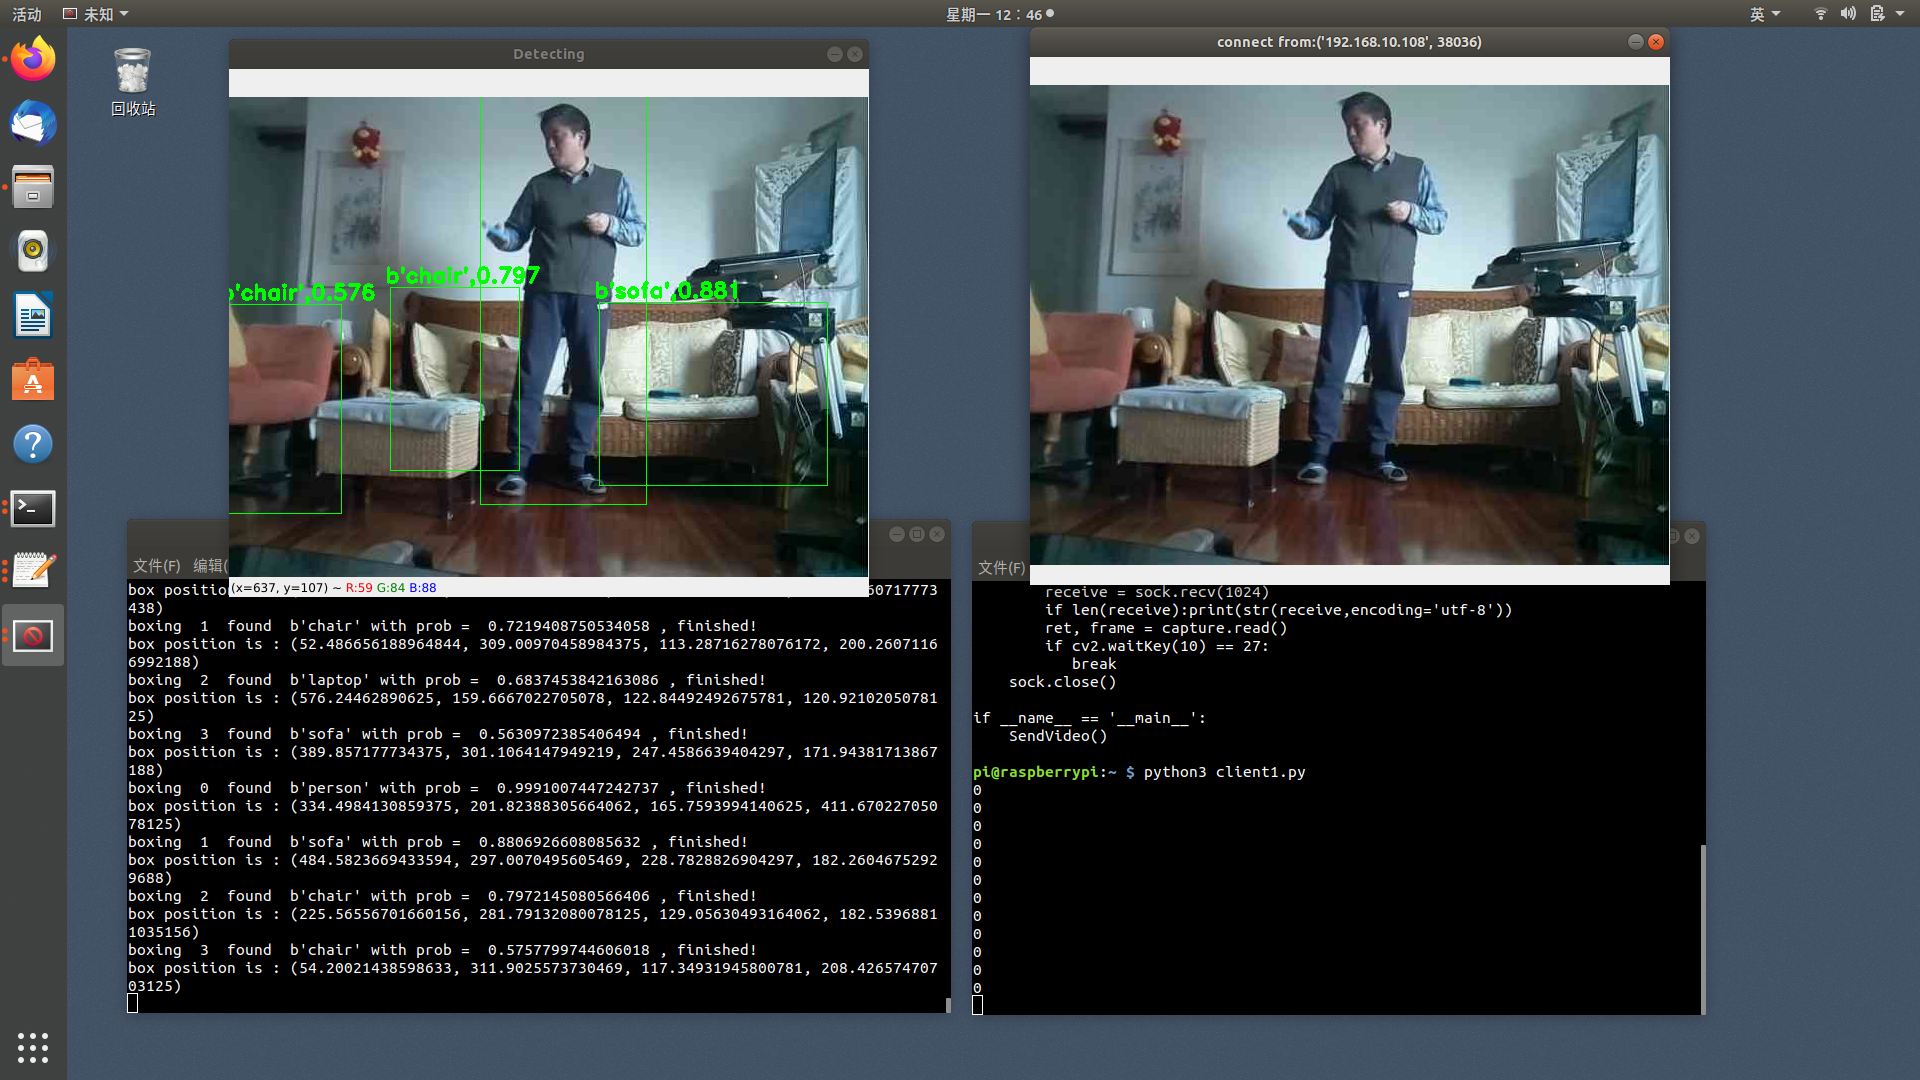 活动
未知
星期一 12：46
英
回收站
Detecting
b'chair',0.576
b'chair',0.797
b'sofa',0.881
(x=637, y=107) ~ R:59 G:84 B:88
connect from:('192.168.10.108', 38036)
文件(F) 编辑(
box position
60717773
438)
boxing  1  found  b'chair' with prob =  0.7219408750534058 , finished!
box position is : (52.486656188964844, 309.00970458984375, 113.28716278076172, 200.2607116
6992188)
boxing  2  found  b'laptop' with prob =  0.6837453842163086 , finished!
box position is : (576.24462890625, 159.6667022705078, 122.84492492675781, 120.92102050781
25)
boxing  3  found  b'sofa' with prob =  0.5630972385406494 , finished!
box position is : (389.857177734375, 301.1064147949219, 247.4586639404297, 171.94381713867
188)
boxing  0  found  b'person' with prob =  0.9991007447242737 , finished!
box position is : (334.4984130859375, 201.82388305664062, 165.7593994140625, 411.670227050
78125)
boxing  1  found  b'sofa' with prob =  0.8806926608085632 , finished!
box position is : (484.5823669433594, 297.0070495605469, 228.7828826904297, 182.2604675292
9688)
boxing  2  found  b'chair' with prob =  0.7972145080566406 , finished!
box position is : (225.56556701660156, 281.79132080078125, 129.05630493164062, 182.5396881
1035156)
boxing  3  found  b'chair' with prob =  0.5757799744606018 , finished!
box position is : (54.20021438598633, 311.9025573730469, 117.34931945800781, 208.426574707
03125)
文件(F)
receive = sock.recv(1024)
if len(receive):print(str(receive,encoding='utf-8'))
ret, frame = capture.read()
if cv2.waitKey(10) == 27:
break
sock.close()
if __name__ == '__main__':
SendVideo()
pi@raspberrypi:~ $ python3 client1.py
0
0
0
0
0
0
0
0
0
0
0
0